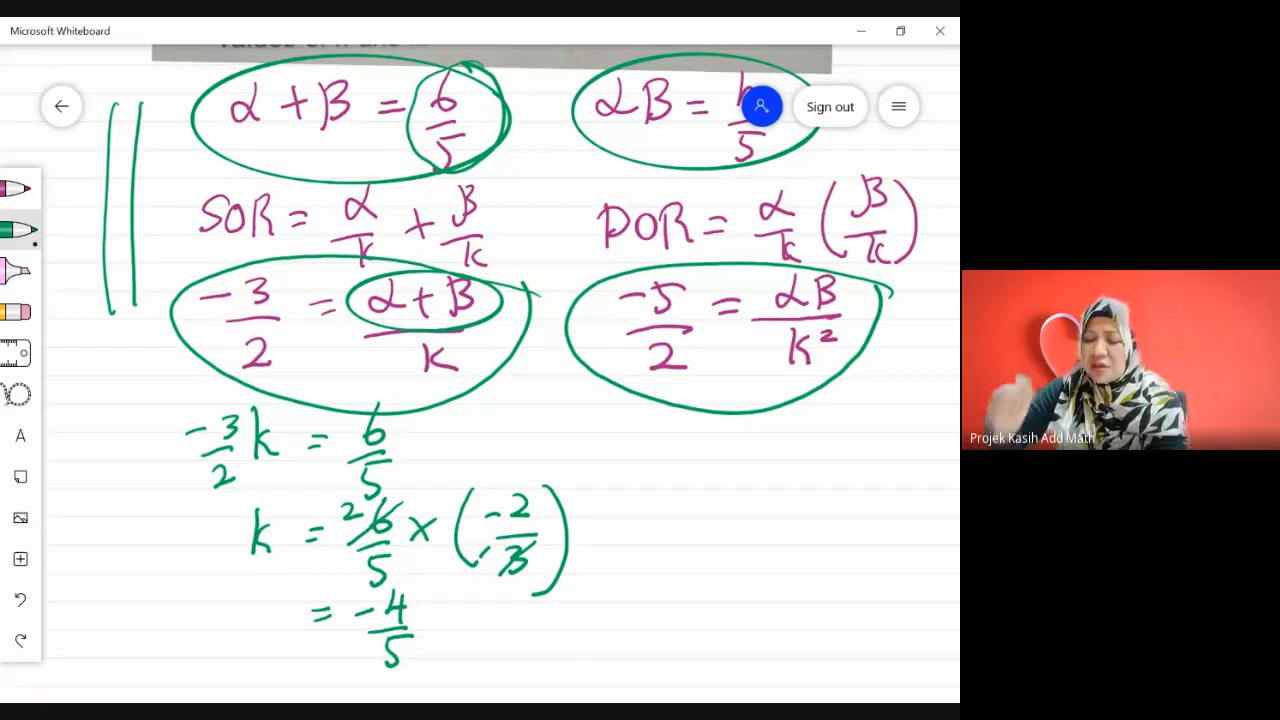 Microsoft Whiteboard
α + β = 6/5
αβ = 5
Sign out
SOR = α/k + β/k
POR = α/k (β/k)
-3/2 = α + β/k
-5/2 = αβ/k²
-3/2 k = 6/5
k = 2 6/5 × (-2/3)
= -4/5
A
Projek Kasih Add Math